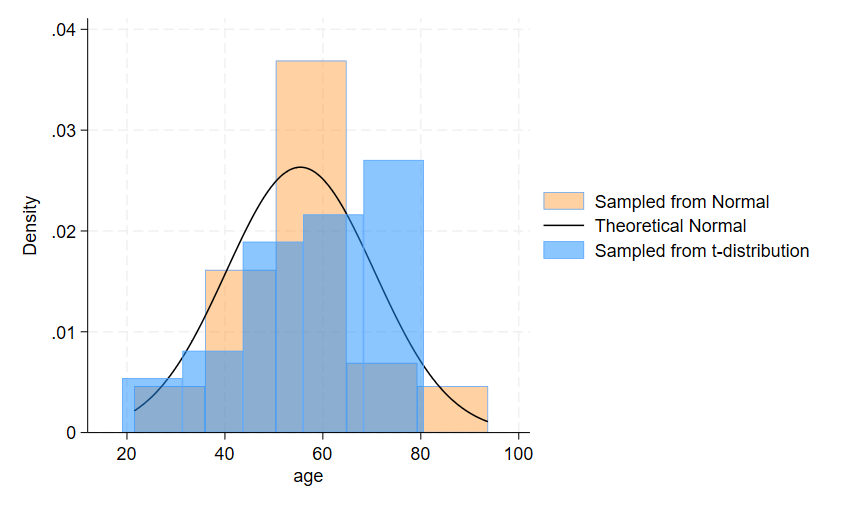 .04
.03
.02
.01
0
Density
20 40 60 80 100
age
Sampled from Normal
Theoretical Normal
Sampled from t-distribution